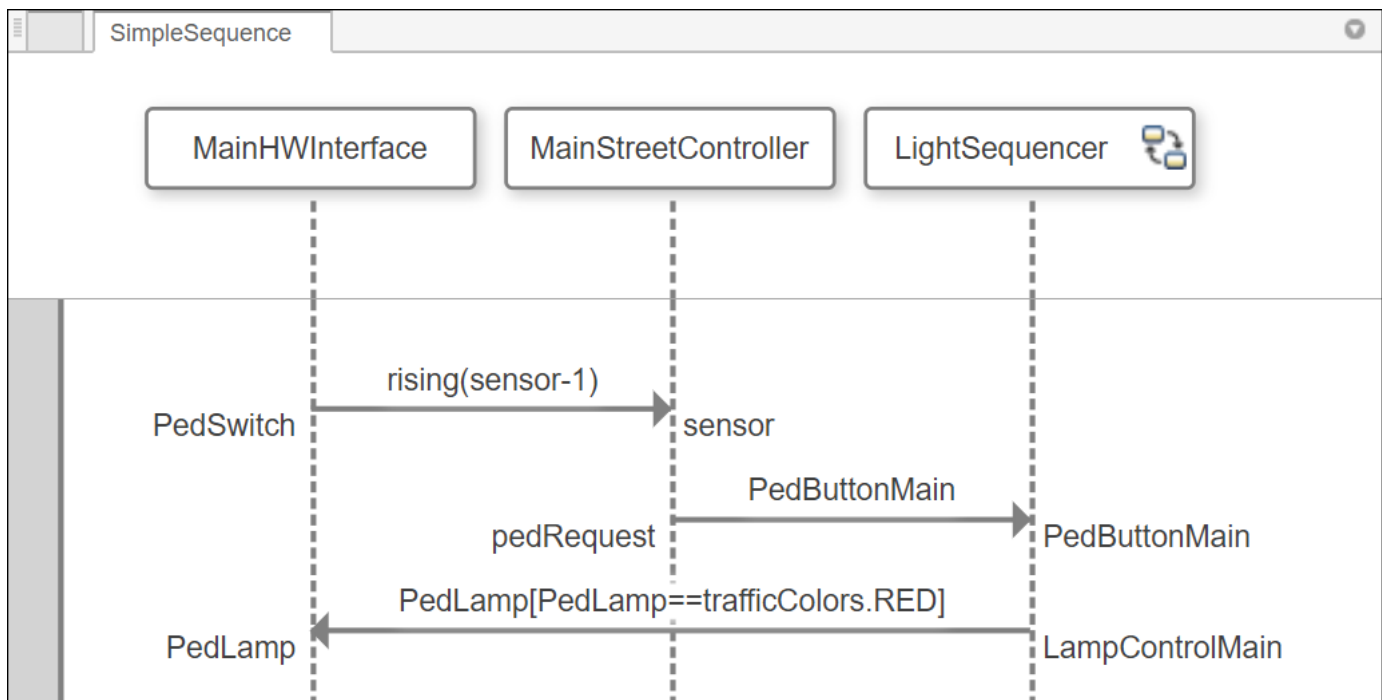 SimpleSequence
MainHWInterface
MainStreetController
LightSequencer
rising(sensor-1)
PedSwitch
sensor
PedButtonMain
pedRequest
PedButtonMain
PedLamp[PedLamp==trafficColors.RED]
PedLamp
LampControlMain